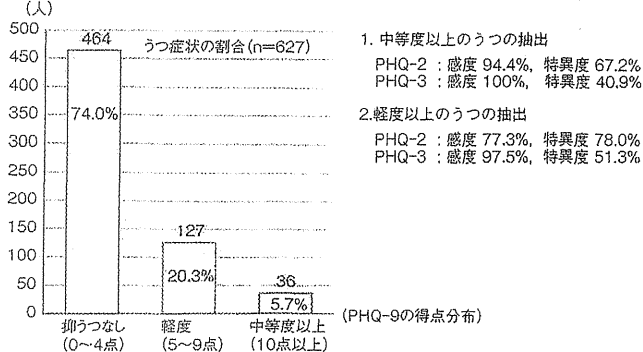 (人)
500
450
400
350
300
250
200
150
100
50
0
うつ症状の割合(n=627)
464
74.0%
127
20.3%
36
5.7%
抑うつなし
(0〜4点)
軽度
(5〜9点)
中等度以上
(10点以上)
(PHQ-9の得点分布)
1. 中等度以上のうつの抽出
PHQ-2 : 感度 94.4%, 特異度 67.2%
PHQ-3 : 感度 100%, 特異度 40.9%
2.軽度以上のうつの抽出
PHQ-2 : 感度 77.3%, 特異度 78.0%
PHQ-3 : 感度 97.5%, 特異度 51.3%